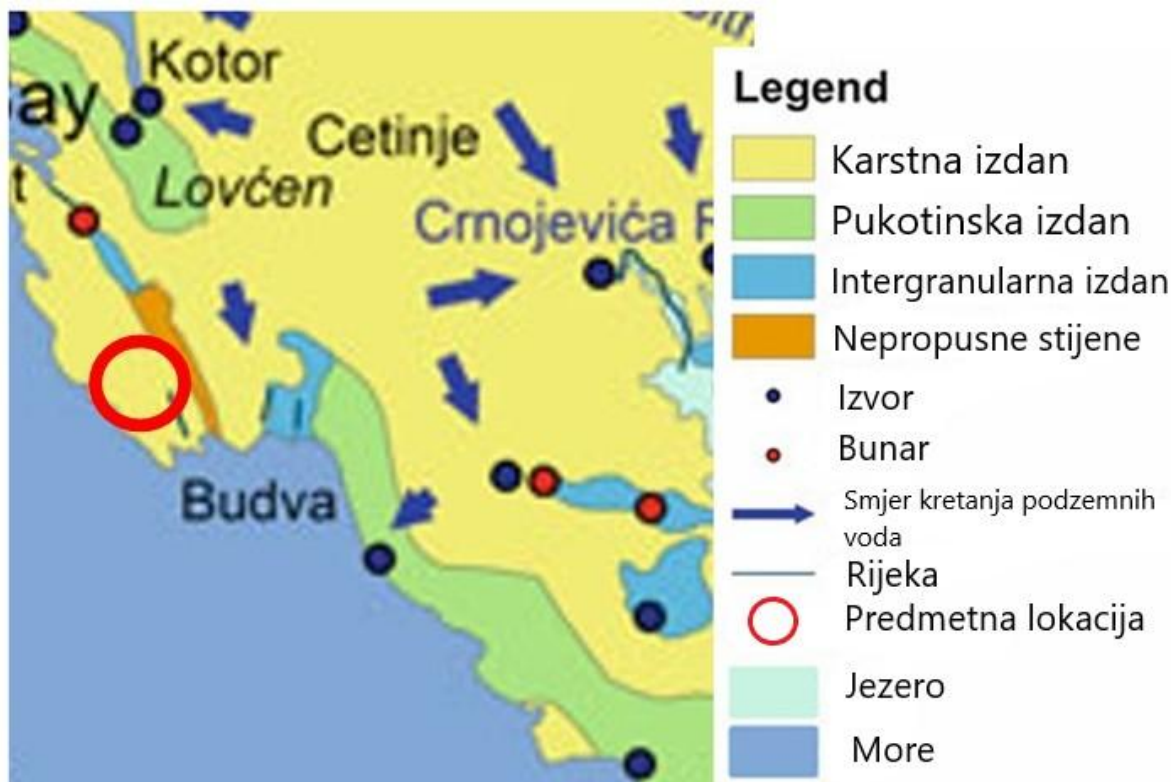 Kotor
ay
Cetinje
t
Lovćen
Crnojevića R
Budva
Legend
Karstna izdan
Pukotinska izdan
Intergranularna izdan
Nepropusne stijene
Izvor
Bunar
Smjer kretanja podzemnih
voda
Rijeka
Predmetna lokacija
Jezero
More